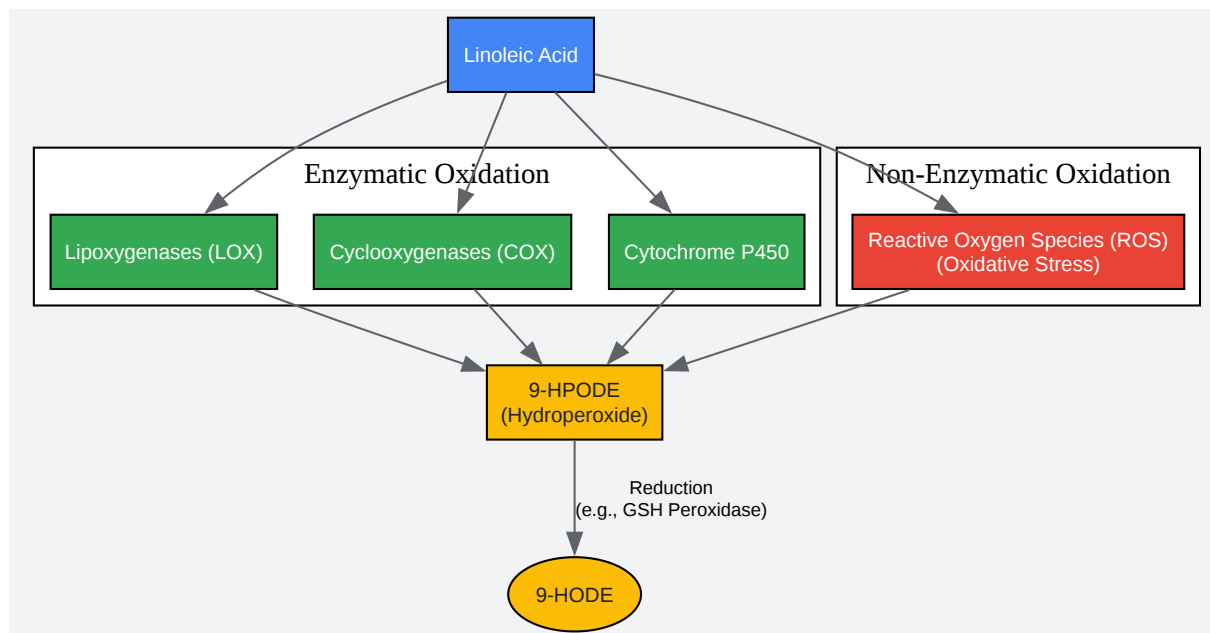 Linoleic Acid
Enzymatic Oxidation
Non-Enzymatic Oxidation
Lipoxygenases (LOX)
Cyclooxygenases (COX)
Cytochrome P450
Reactive Oxygen Species (ROS)
(Oxidative Stress)
9-HPODE
(Hydroperoxide)
Reduction
(e.g., GSH Peroxidase)
9-HODE